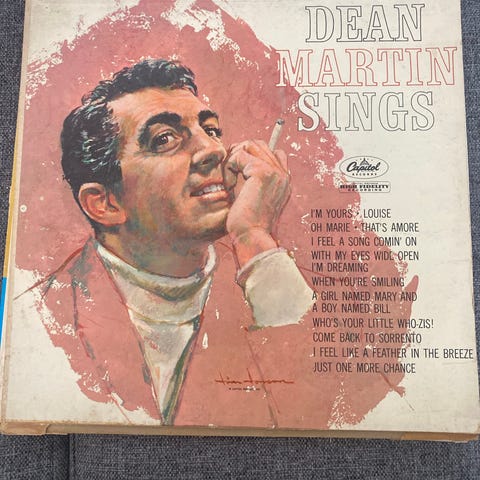 DEAN
MARTIN
SINGS
Capitol
RECORDS
HIGH FIDELITY
RECORDING
I'M YOURS • LOUISE
OH MARIE • THAT'S AMORE
I FEEL A SONG COMIN' ON
WITH MY EYES WIDE OPEN
I'M DREAMING
WHEN YOU'RE SMILING
A GIRL NAMED MARY AND
A BOY NAMED BILL
WHO'S YOUR LITTLE WHO-ZIS!
COME BACK TO SORRENTO
I FEEL LIKE A FEATHER IN THE BREEZE
JUST ONE MORE CHANCE